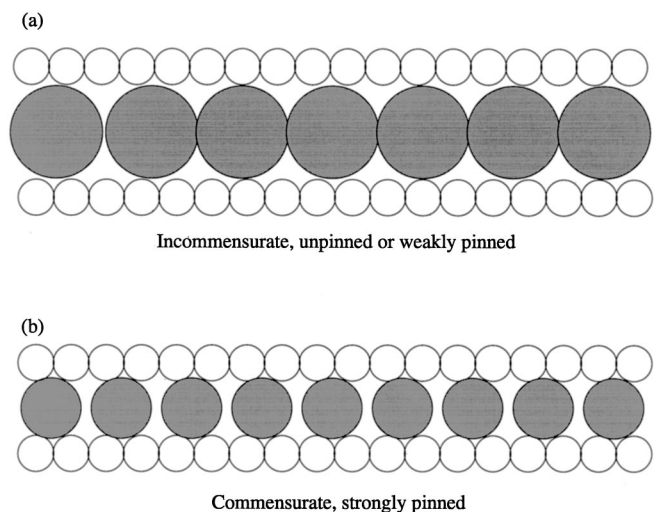 (a)
Incommensurate, unpinned or weakly pinned
(b)
Commensurate, strongly pinned